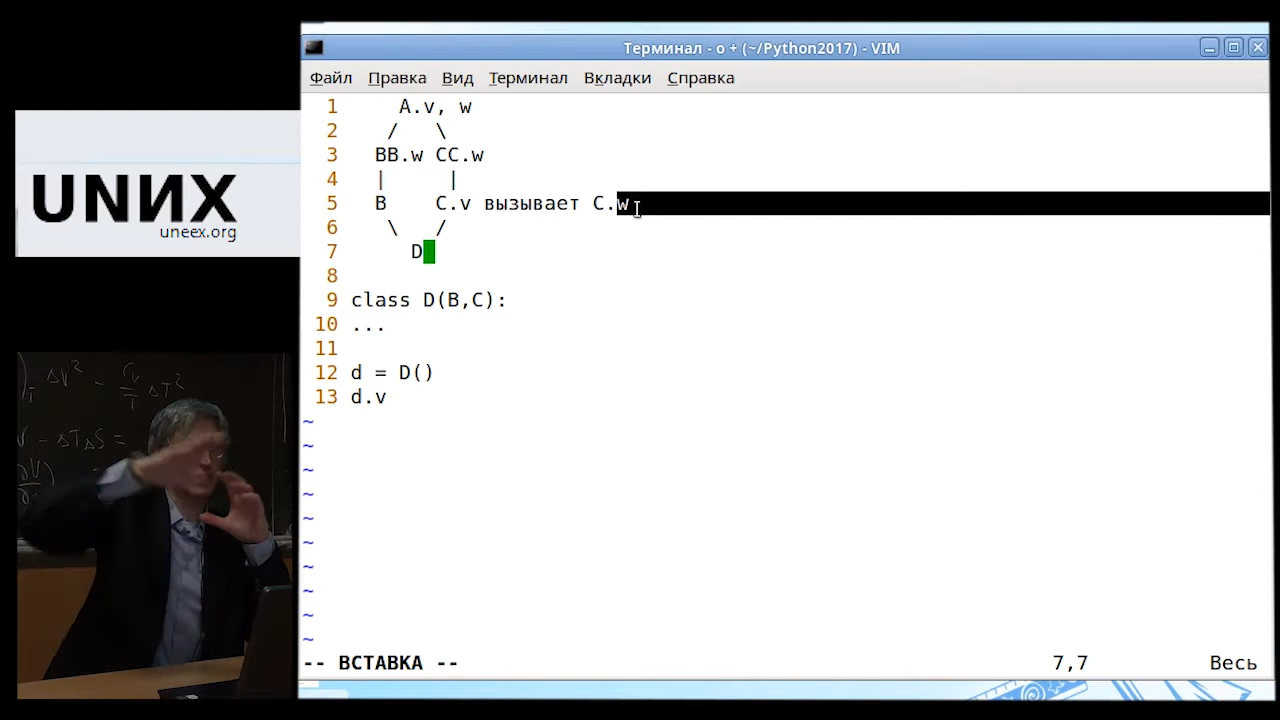 UNИX
uneex.org
Терминал - o + (~/Python2017) - VIM
Файл Правка Вид Терминал Вкладки Справка
1 A.v, w
2 / \
3 BB.w CC.w
4 | |
5 B C.v вызывает C.w
6 \ /
7 D
8
9 class D(B,C):
10 ...
11
12 d = D()
13 d.v
~
~
~
~
~
~
~
~
~
~
-- ВСТАВКА -- 7,7 Весь